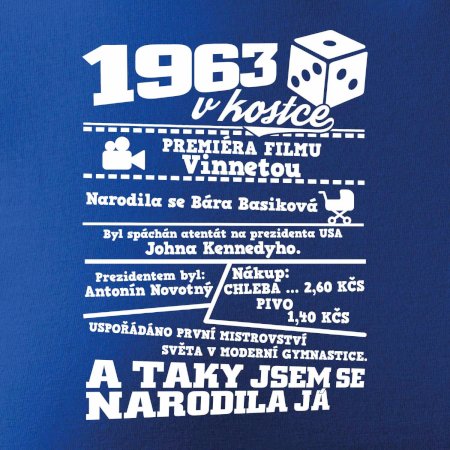 1963
v kostce
PREMIÉRA FILMU
Vinnetou
Narodila se Bára Basiková
Byl spáchán atentát na prezidenta USA
Johna Kennedyho.
Prezidentem byl:
Antonín Novotný
Nákup:
CHLEBA ... 2,60 KČS
PIVO
1,40 KČS
USPOŘÁDÁNO PRVNÍ MISTROVSTVÍ
SVĚTA V MODERNÍ GYMNASTICE.
A TAKY JSEM SE
NARODILA JÁ